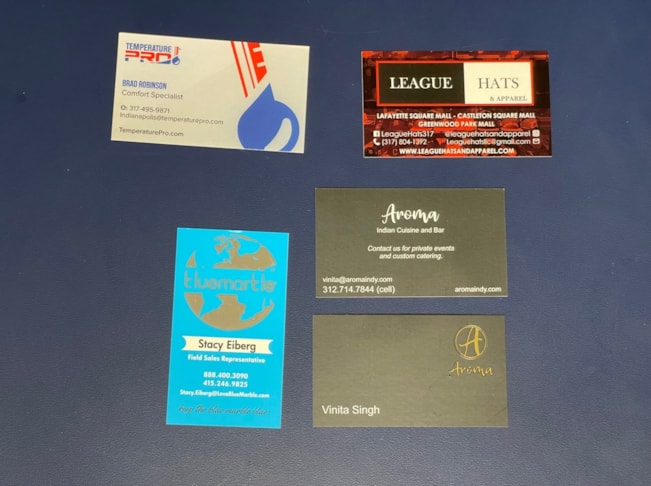 TEMPERATURE
PRO
BRAD ROBINSON
Comfort Specialist
O: 317-495-9871
Indianapolis@temperaturepro.com
TemperaturePro.com
LEAGUE HATS
& APPAREL
LAFAYETTE SQUARE MALL - CASTLETON SQUARE MALL
GREENWOOD PARK MALL
LeagueHats317 @leaguehatsandapparel
(317) 804-1392 Leaguehatsllc@gmail.com
WWW.LEAGUEHATSANDAPPAREL.COM
Aroma
Indian Cuisine and Bar
Contact us for private events
and custom catering.
vinita@aromaindy.com
312.714.7844 (cell) aromaindy.com
bluemarble
Stacy Eiberg
Field Sales Representative
888.400.3090
415.246.9825
Stacy.Eiberg@LoveBlueMarble.com
A
Aroma
Vinita Singh